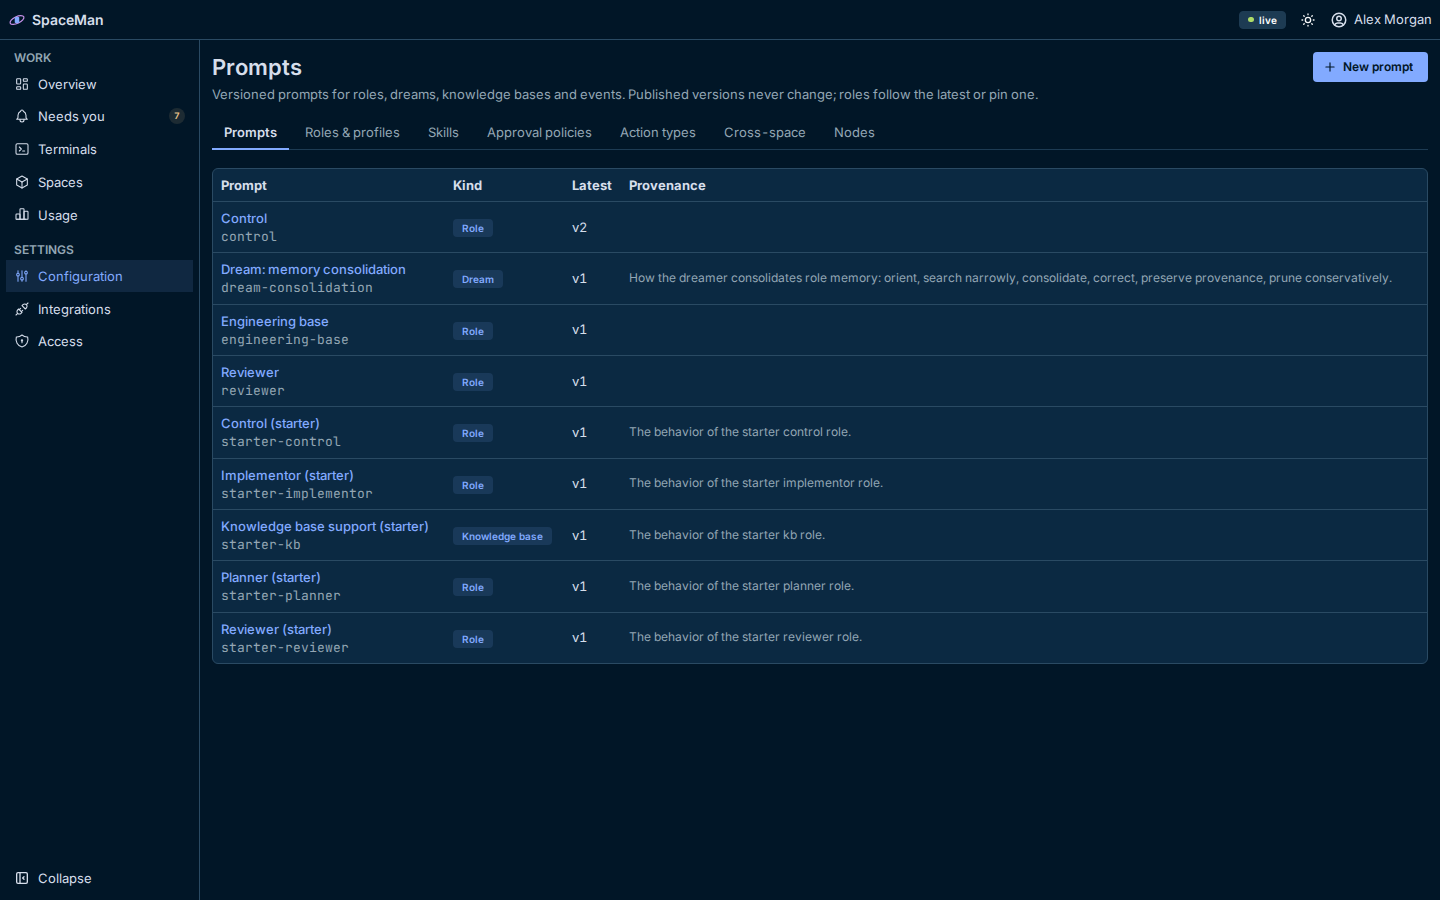 SpaceMan
live
Alex Morgan
WORK
Overview
Needs you 7
Terminals
Spaces
Usage
SETTINGS
Configuration
Integrations
Access
Collapse
Prompts
New prompt
Versioned prompts for roles, dreams, knowledge bases and events. Published versions never change; roles follow the latest or pin one.
Prompts Roles & profiles Skills Approval policies Action types Cross-space Nodes
Prompt Kind Latest Provenance
Control
control
Role v2
Dream: memory consolidation
dream-consolidation
Dream v1 How the dreamer consolidates role memory: orient, search narrowly, consolidate, correct, preserve provenance, prune conservatively.
Engineering base
engineering-base
Role v1
Reviewer
reviewer
Role v1
Control (starter)
starter-control
Role v1 The behavior of the starter control role.
Implementor (starter)
starter-implementor
Role v1 The behavior of the starter implementor role.
Knowledge base support (starter)
starter-kb
Knowledge base v1 The behavior of the starter kb role.
Planner (starter)
starter-planner
Role v1 The behavior of the starter planner role.
Reviewer (starter)
starter-reviewer
Role v1 The behavior of the starter reviewer role.